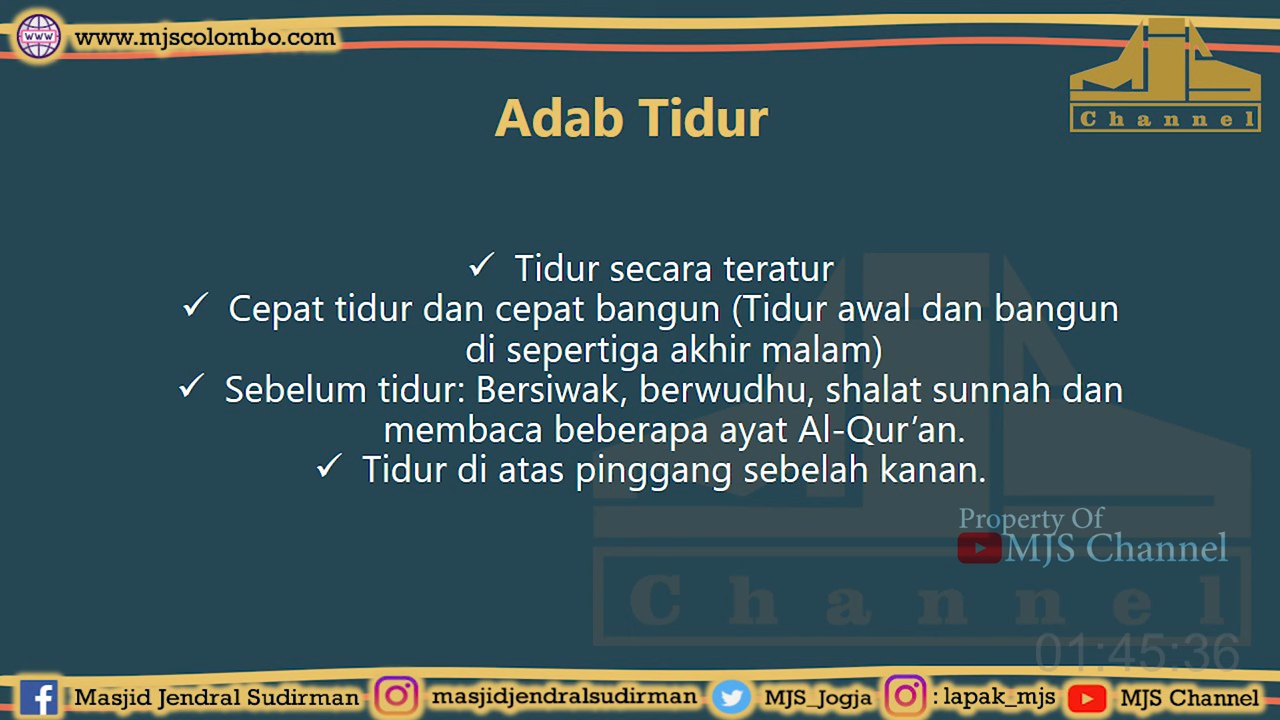 www.mjscolombo.com
MJS
Channel
Adab Tidur
✓ Tidur secara teratur
✓ Cepat tidur dan cepat bangun (Tidur awal dan bangun
di sepertiga akhir malam)
✓ Sebelum tidur: Bersiwak, berwudhu, shalat sunnah dan
membaca beberapa ayat Al-Qur’an.
✓ Tidur di atas pinggang sebelah kanan.
Property Of
MJS Channel
Channel
01:45:36
Masjid Jendral Sudirman masjidjendralsudirman MJS_Jogja : lapak_mjs MJS Channel